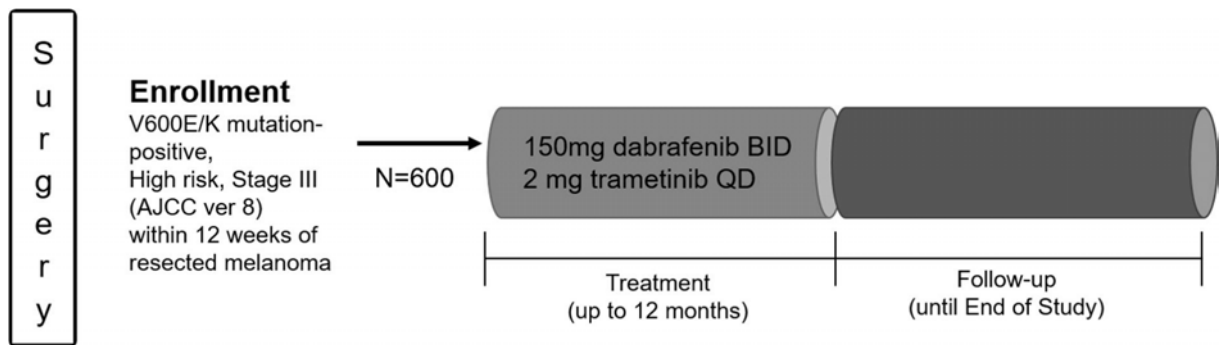 Surgery
Enrollment
V600E/K mutation-
positive,
High risk, Stage III
(AJCC ver 8)
within 12 weeks of
resected melanoma
N=600
150mg dabrafenib BID
2 mg trametinib QD
Treatment
(up to 12 months)
Follow-up
(until End of Study)